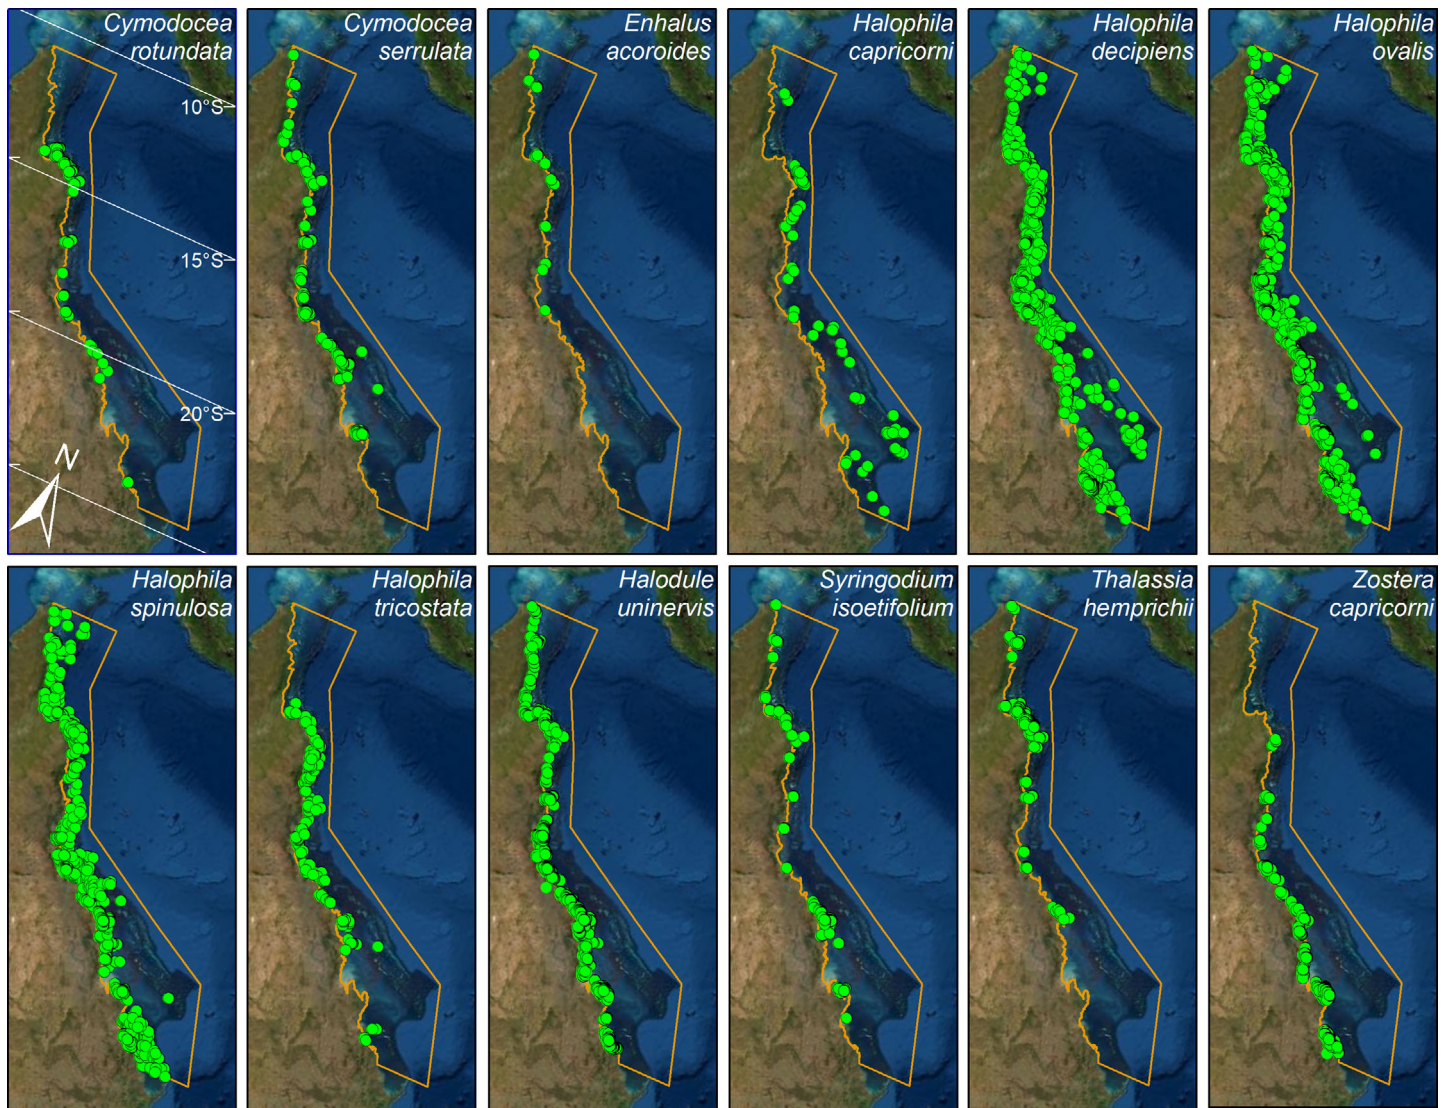 Cymodocea
rotundata
10°S
15°S
20°S
N
Cymodocea
serrulata
Enhalus
acoroides
Halophila
capricorni
Halophila
decipiens
Halophila
ovalis
Halophila
spinulosa
Halophila
tricostata
Halodule
uninervis
Syringodium
isoetifolium
Thalassia
hemprichii
Zostera
capricorni